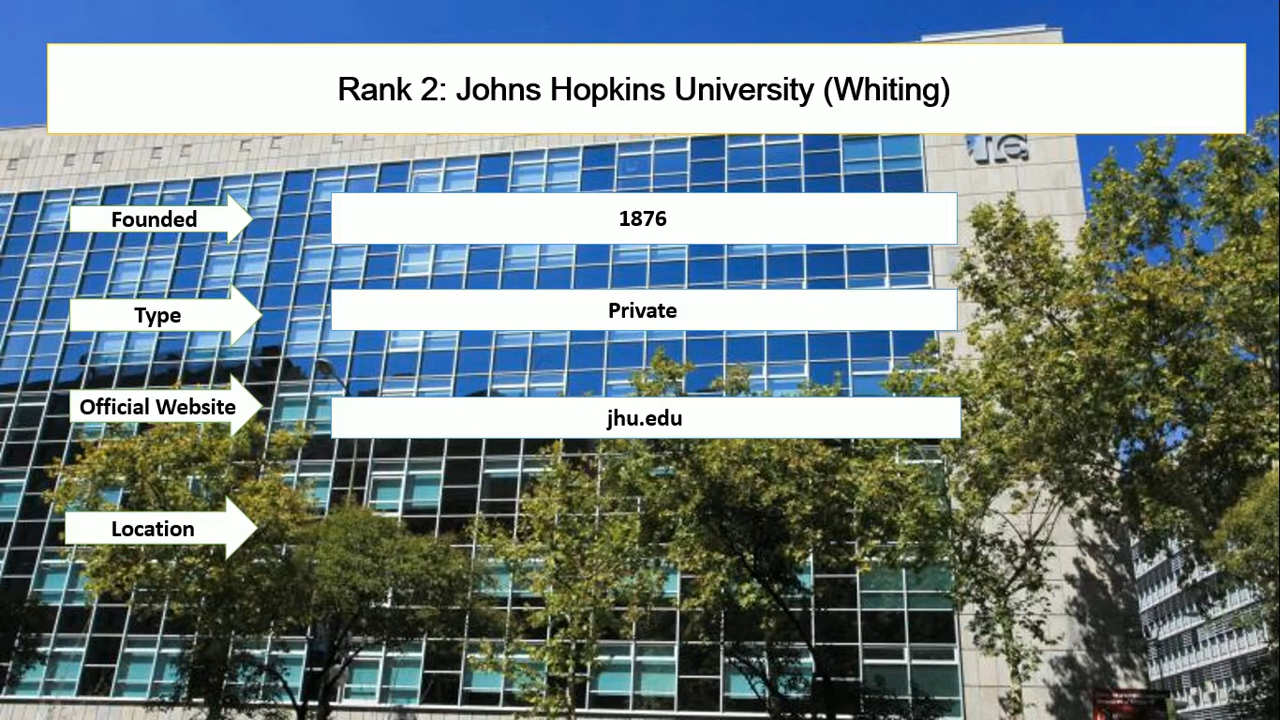 Rank 2: Johns Hopkins University (Whiting)
Founded
1876
Type
Private
Official Website
jhu.edu
Location